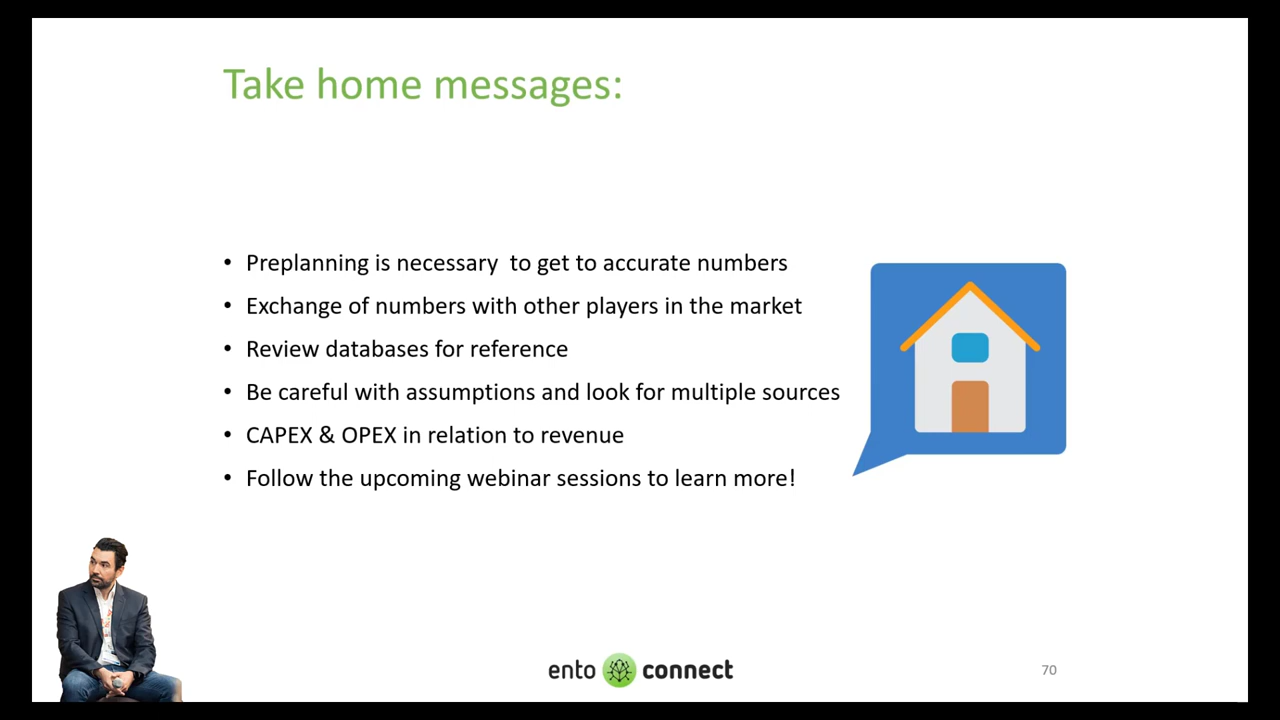 Take home messages:
• Preplanning is necessary  to get to accurate numbers
• Exchange of numbers with other players in the market
• Review databases for reference
• Be careful with assumptions and look for multiple sources
• CAPEX & OPEX in relation to revenue
• Follow the upcoming webinar sessions to learn more!
ento connect
70